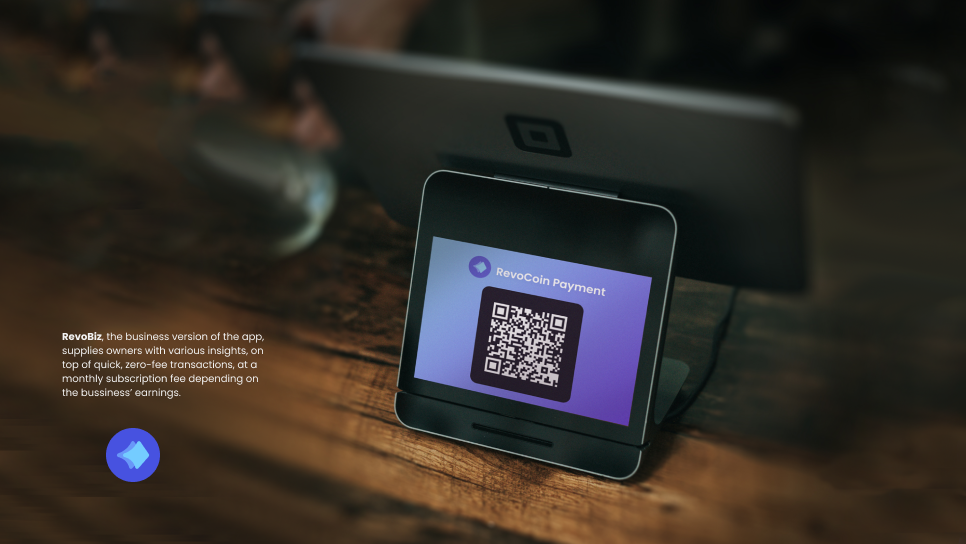 RevoBiz, the business version of the app,
supplies owners with various insights, on
top of quick, zero-fee transactions, at a
monthly subscription fee depending on
the bussiness’ earnings.
RevoCoin Payment